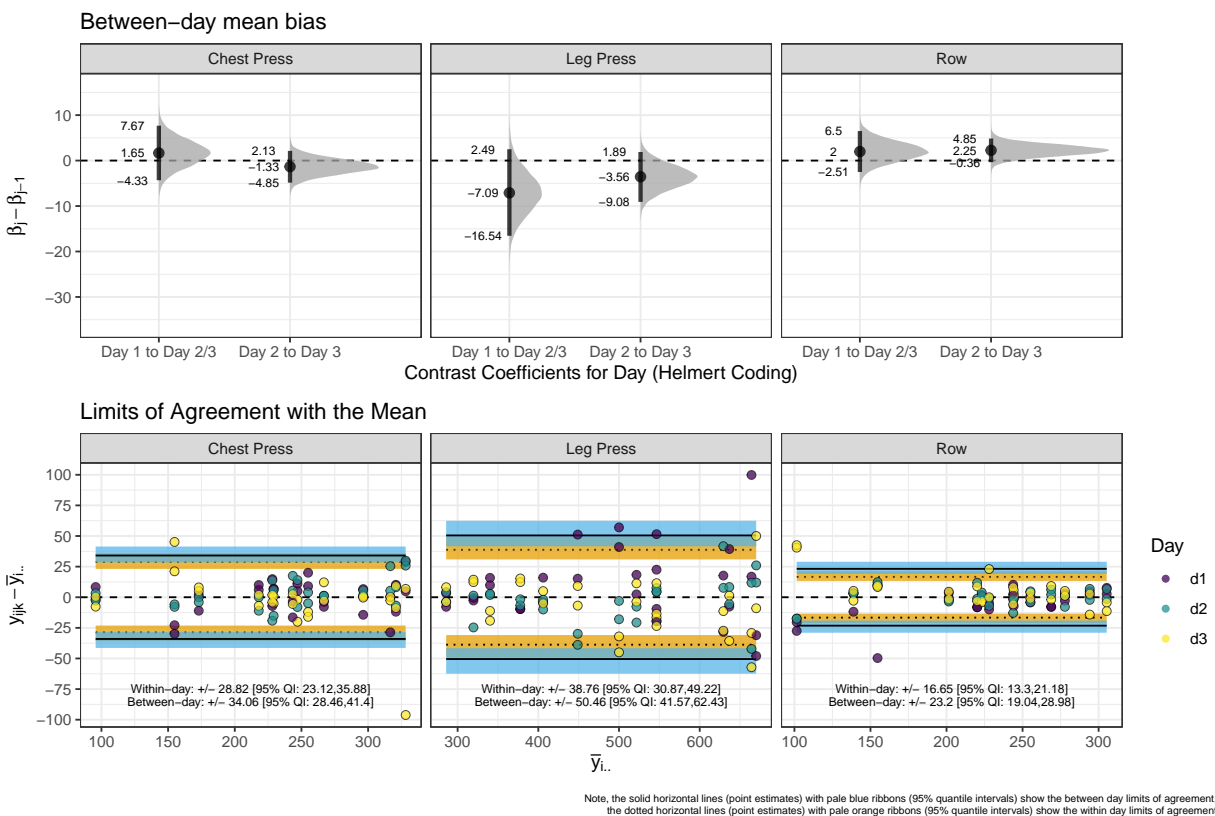 Between−day mean bias
Chest Press
Leg Press
Row
10
0
−10
−20
−30
βj − βj−1
7.67
1.65
−4.33
2.13
−1.33
−4.85
2.49
−7.09
−16.54
1.89
−3.56
−9.08
6.5
2
−2.51
4.85
2.25
−0.36
Day 1 to Day 2/3 Day 2 to Day 3
Day 1 to Day 2/3 Day 2 to Day 3
Day 1 to Day 2/3 Day 2 to Day 3
Contrast Coefficients for Day (Helmert Coding)
Limits of Agreement with the Mean
Chest Press
Leg Press
Row
100
75
50
25
0
−25
−50
−75
−100
yijk − y̅i..
Within−day: +/− 28.82 [95% QI: 23.12,35.88]
Between−day: +/− 34.06 [95% QI: 28.46,41.4]
Within−day: +/− 38.76 [95% QI: 30.87,49.22]
Between−day: +/− 50.46 [95% QI: 41.57,62.43]
Within−day: +/− 16.65 [95% QI: 13.3,21.18]
Between−day: +/− 23.2 [95% QI: 19.04,28.98]
100 150 200 250 300
300 400 500 600
100 150 200 250 300
y̅i..
Day
d1
d2
d3
Note, the solid horizontal lines (point estimates) with pale blue ribbons (95% quantile intervals) show the between day limits of agreement
the dotted horizontal lines (point estimates) with pale orange ribbons (95% quantile intervals) show the within day limits of agreement